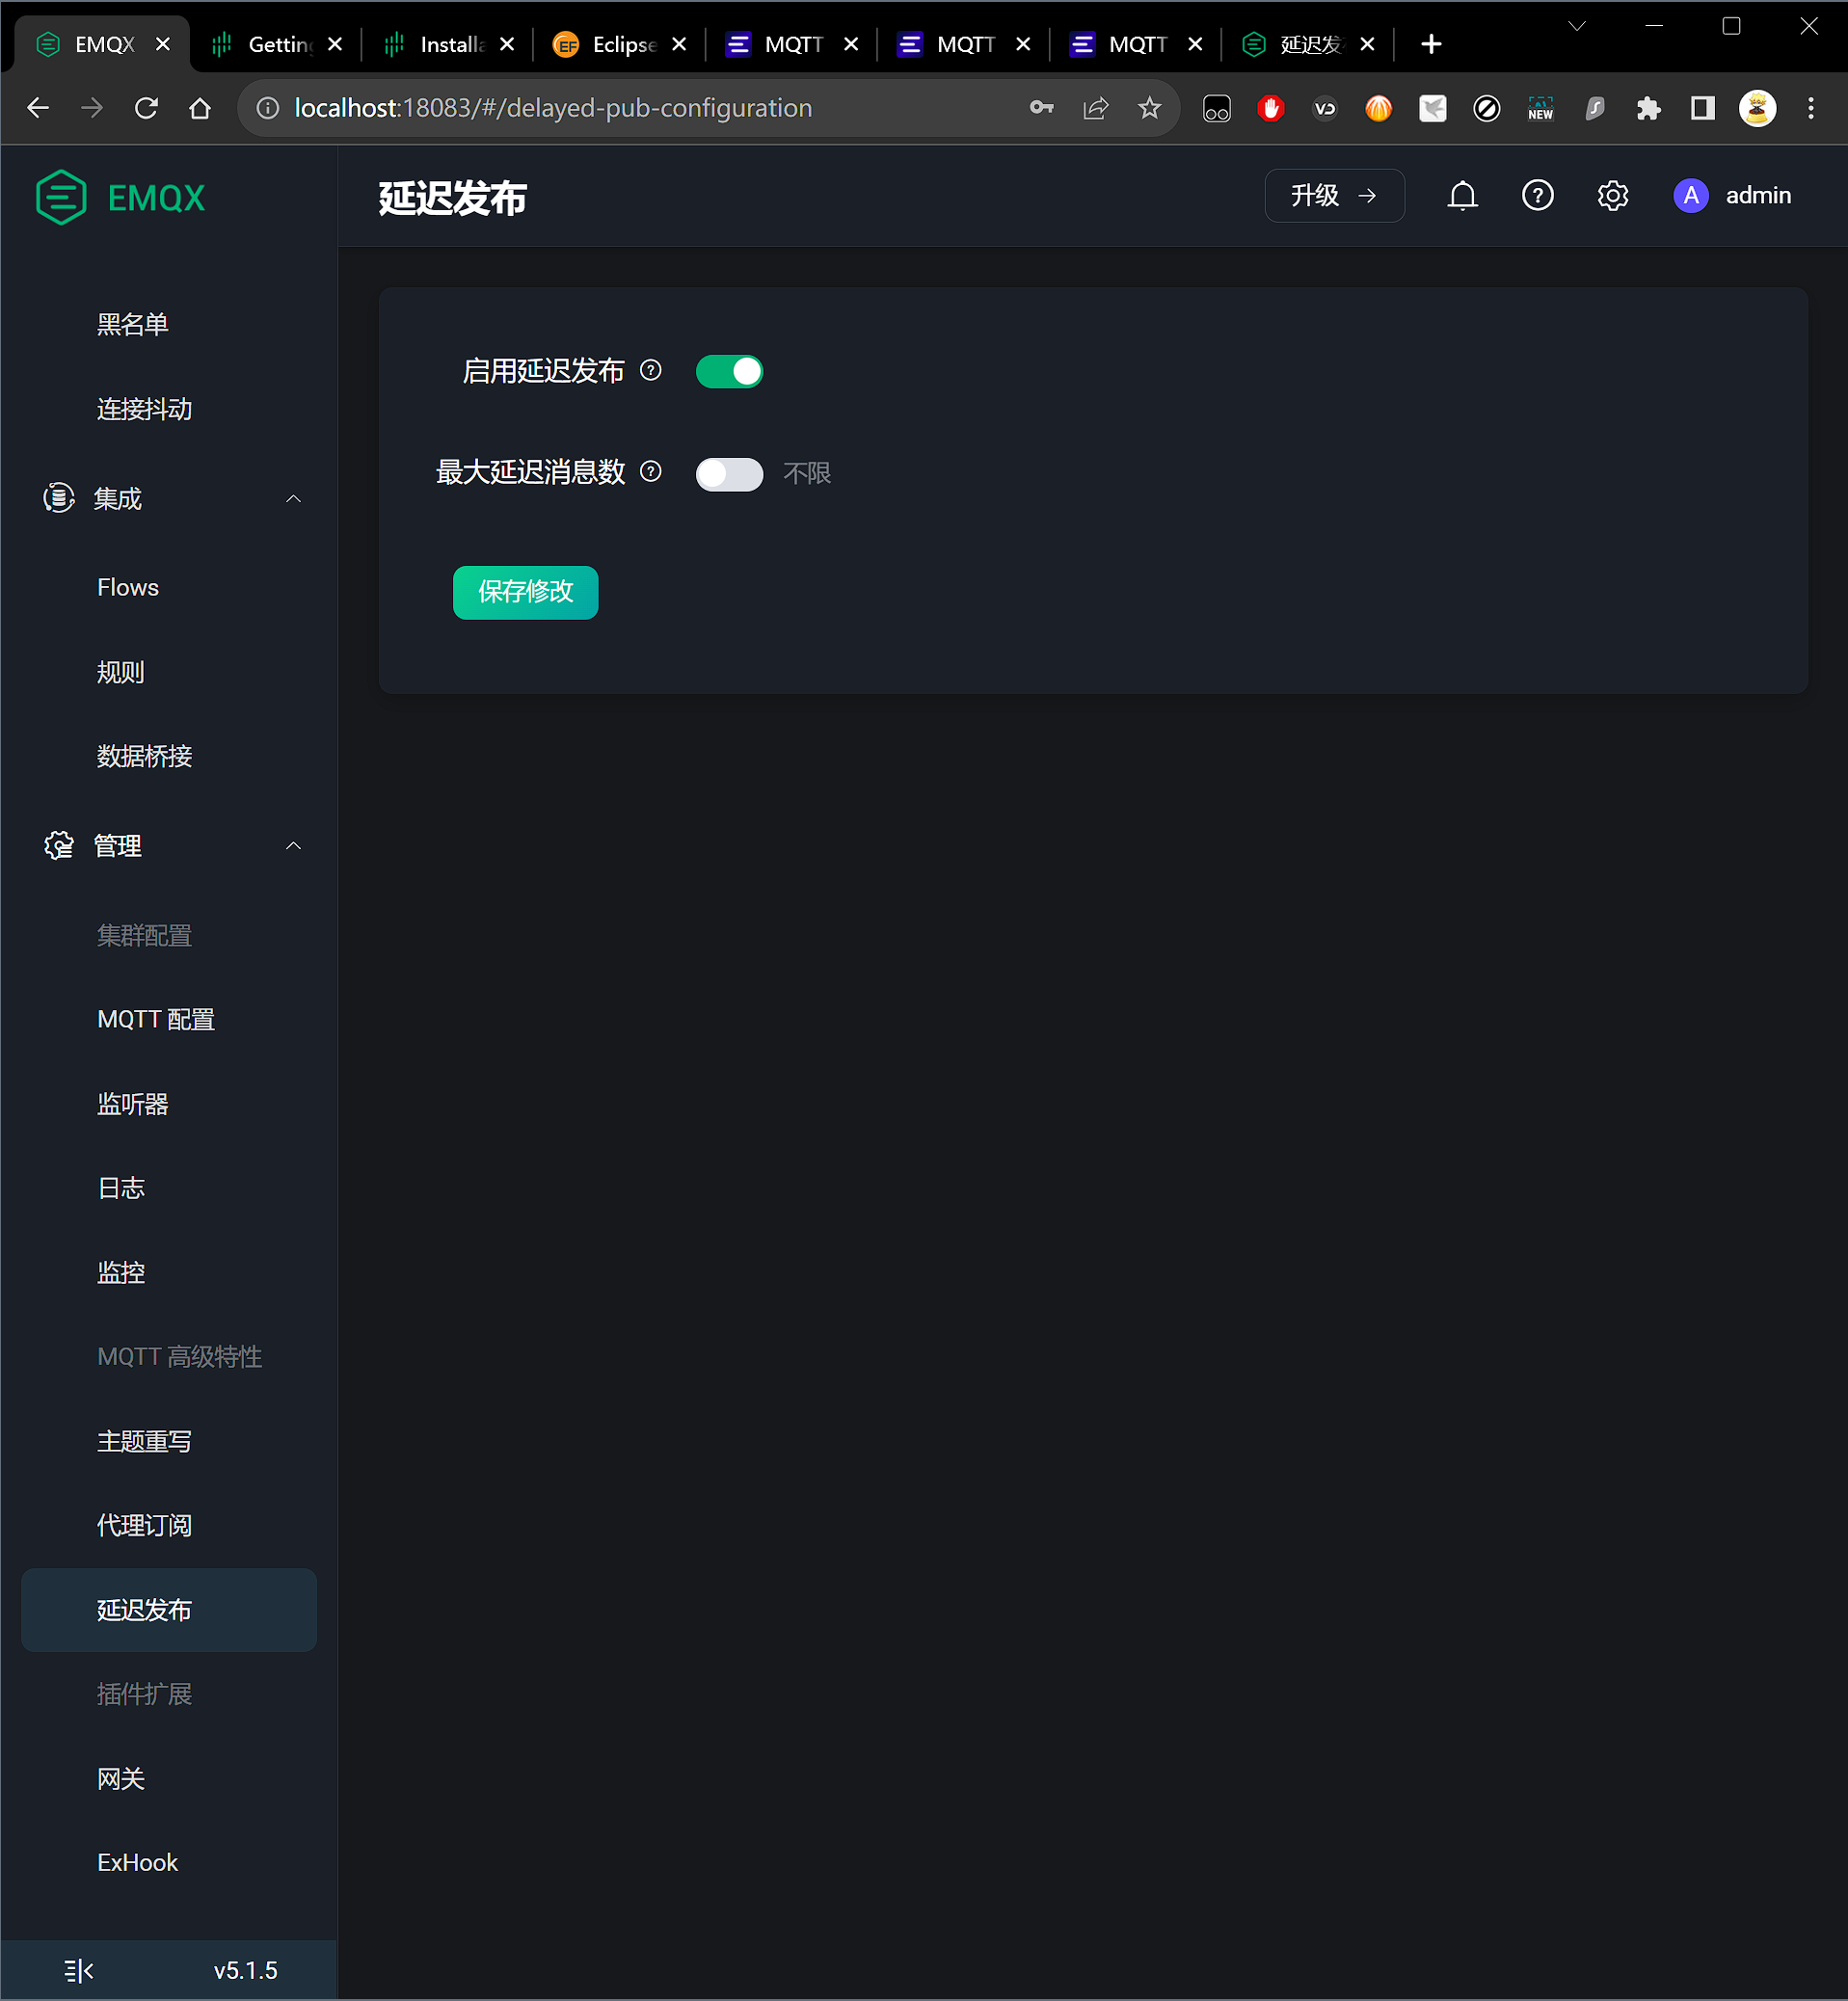 EMQX
Getting
Installa
Eclipse
MQTT
MQTT
MQTT
延迟发
localhost:18083/#/delayed-pub-configuration
NEW
EMQX
延迟发布
升级
A
admin
黑名单
连接抖动
集成
Flows
规则
数据桥接
管理
集群配置
MQTT 配置
监听器
日志
监控
MQTT 高级特性
主题重写
代理订阅
延迟发布
插件扩展
网关
ExHook
v5.1.5
启用延迟发布
最大延迟消息数
不限
保存修改